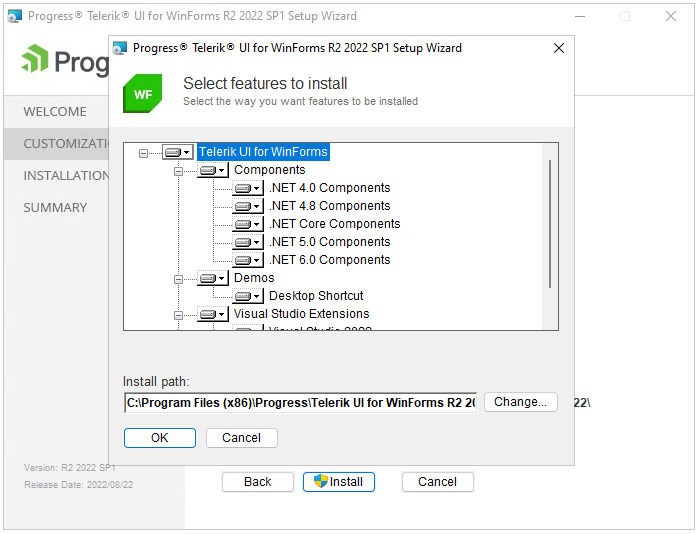 Progress® Telerik® UI for WinForms R2 2022 SP1 Setup Wizard
Progress® Telerik® UI for WinForms R2 2022 SP1 Setup Wizard
Prog
WF
Select features to install
Select the way you want features to be installed
WELCOME
CUSTOMIZATI
INSTALLATION
SUMMARY
Telerik UI for WinForms
Components
.NET 4.0 Components
.NET 4.8 Components
.NET Core Components
.NET 5.0 Components
.NET 6.0 Components
Demos
Desktop Shortcut
Visual Studio Extensions
Visual Studio 2022
Install path:
C:\Program Files (x86)\Progress\Telerik UI for WinForms R2 20
Change...
22\
OK
Cancel
Version: R2 2022 SP1
Release Date: 2022/08/22
Back
Install
Cancel